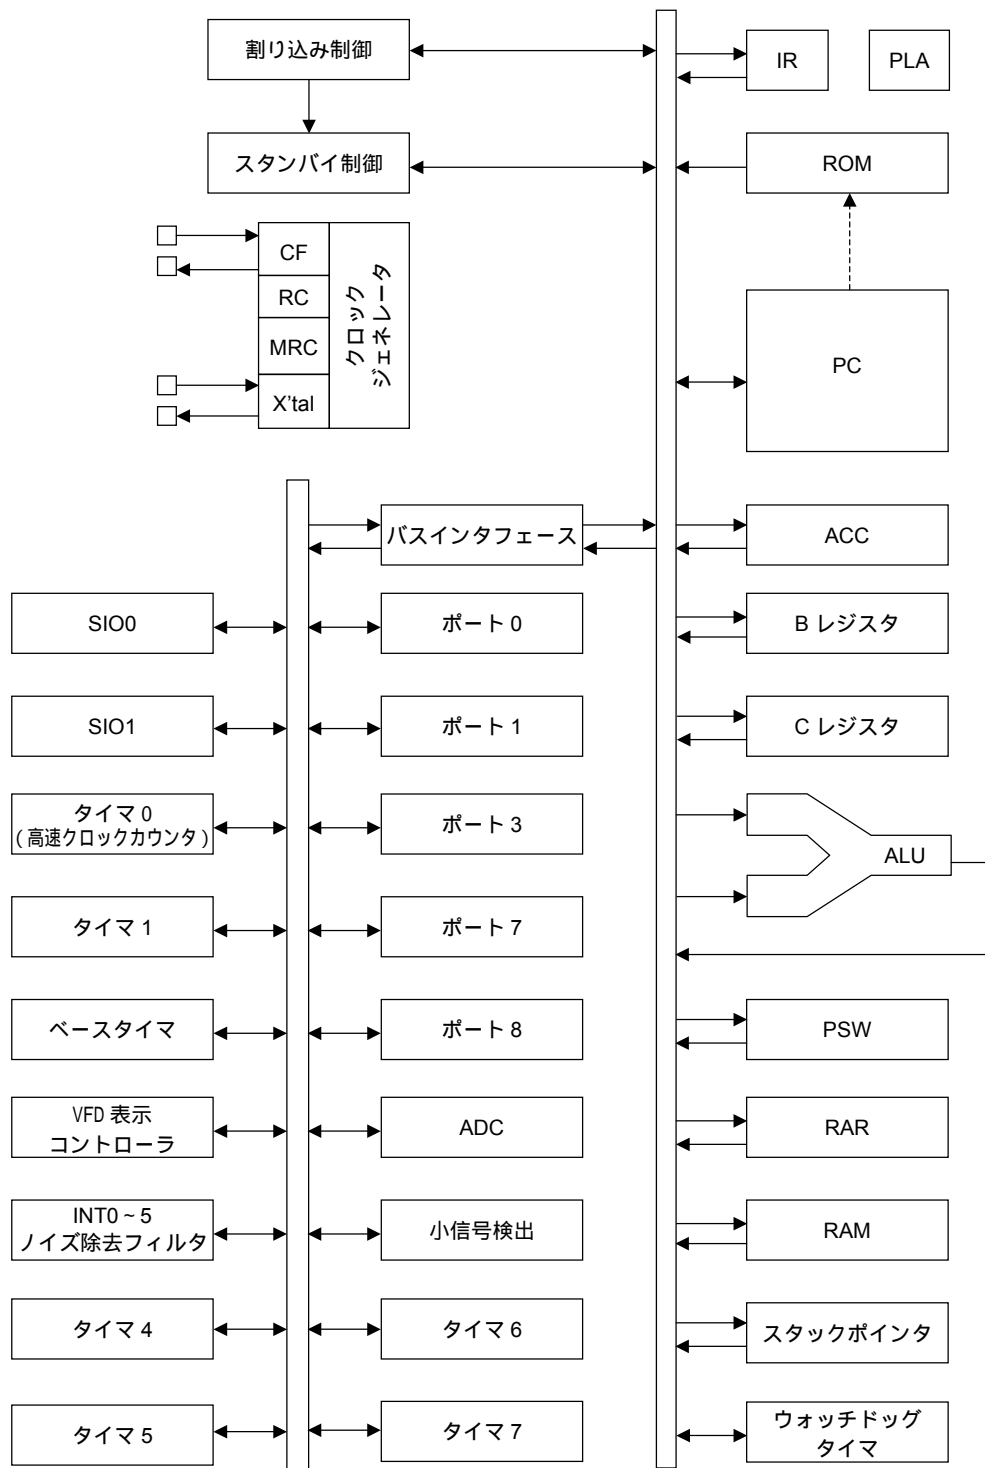 割り込み制御
IR
PLA
スタンバイ制御
ROM
CF
RC
MRC
X'tal
クロック
ジェネレータ
PC
バスインタフェース
ACC
SIO0
ポート 0
B レジスタ
SIO1
ポート 1
C レジスタ
タイマ 0
(高速クロックカウンタ)
ポート 3
ALU
タイマ 1
ポート 7
ベースタイマ
ポート 8
PSW
VFD 表示
コントローラ
ADC
RAR
INT0 ~ 5
ノイズ除去フィルタ
小信号検出
RAM
タイマ 4
タイマ 6
スタックポインタ
タイマ 5
タイマ 7
ウォッチドッグ
タイマ